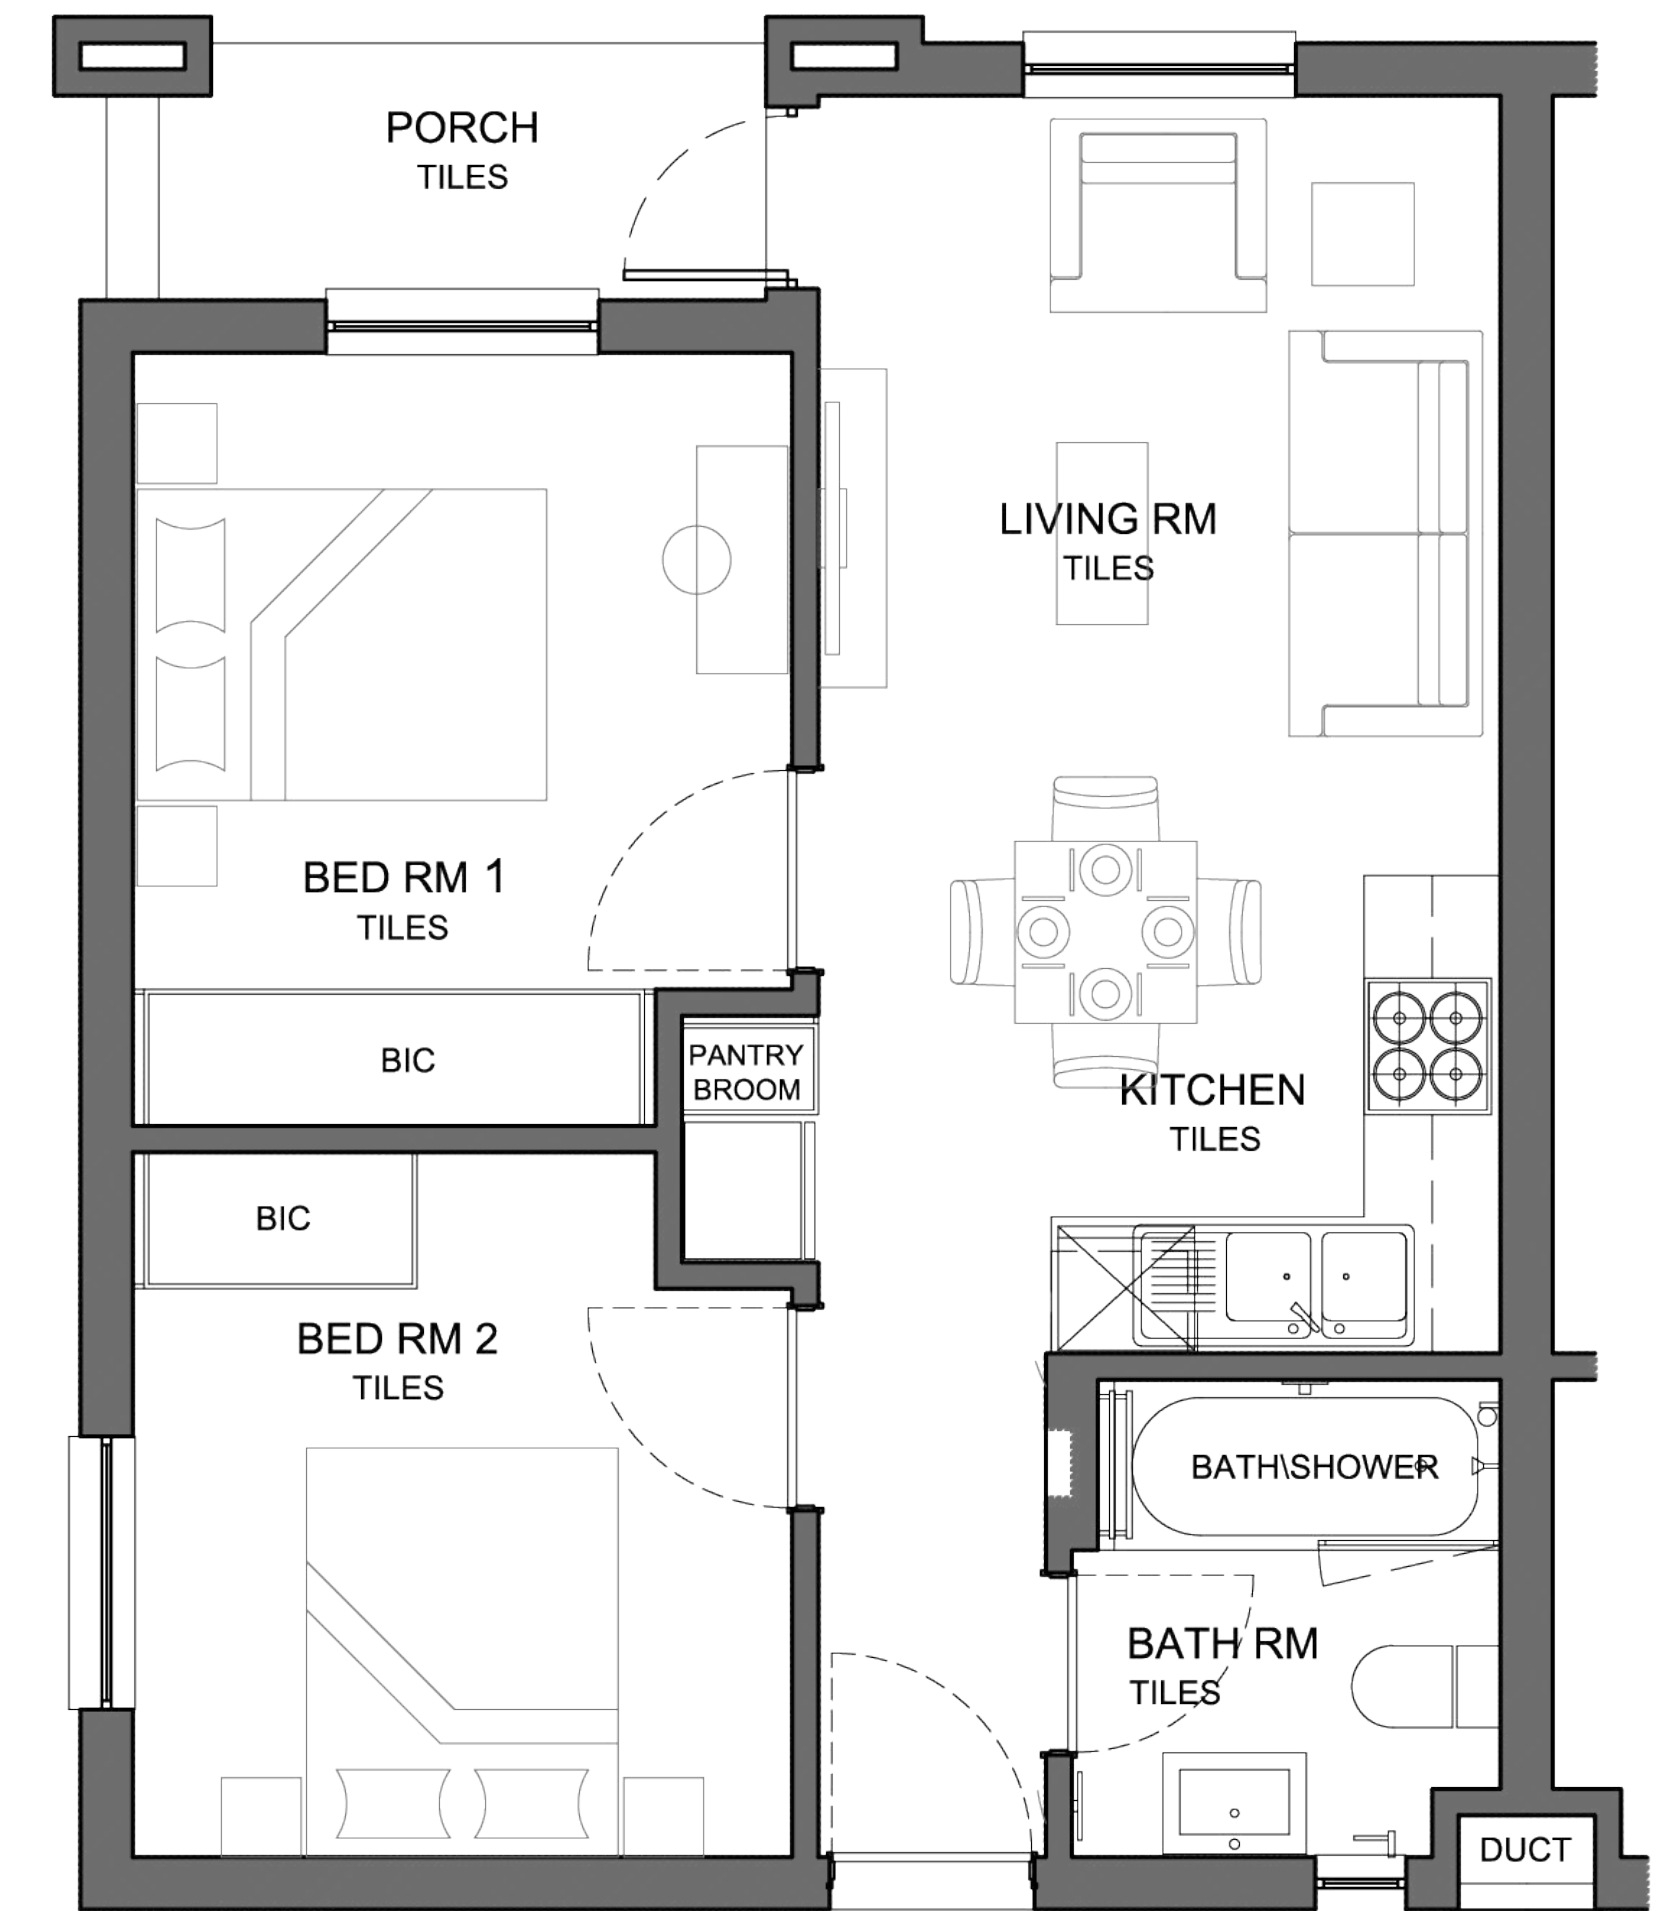 PORCH
TILES
LIVING RM
TILES
BED RM 1
TILES
BIC
PANTRY
BROOM
KITCHEN
TILES
BIC
BED RM 2
TILES
BATH\SHOWER
BATH RM
TILES
DUCT